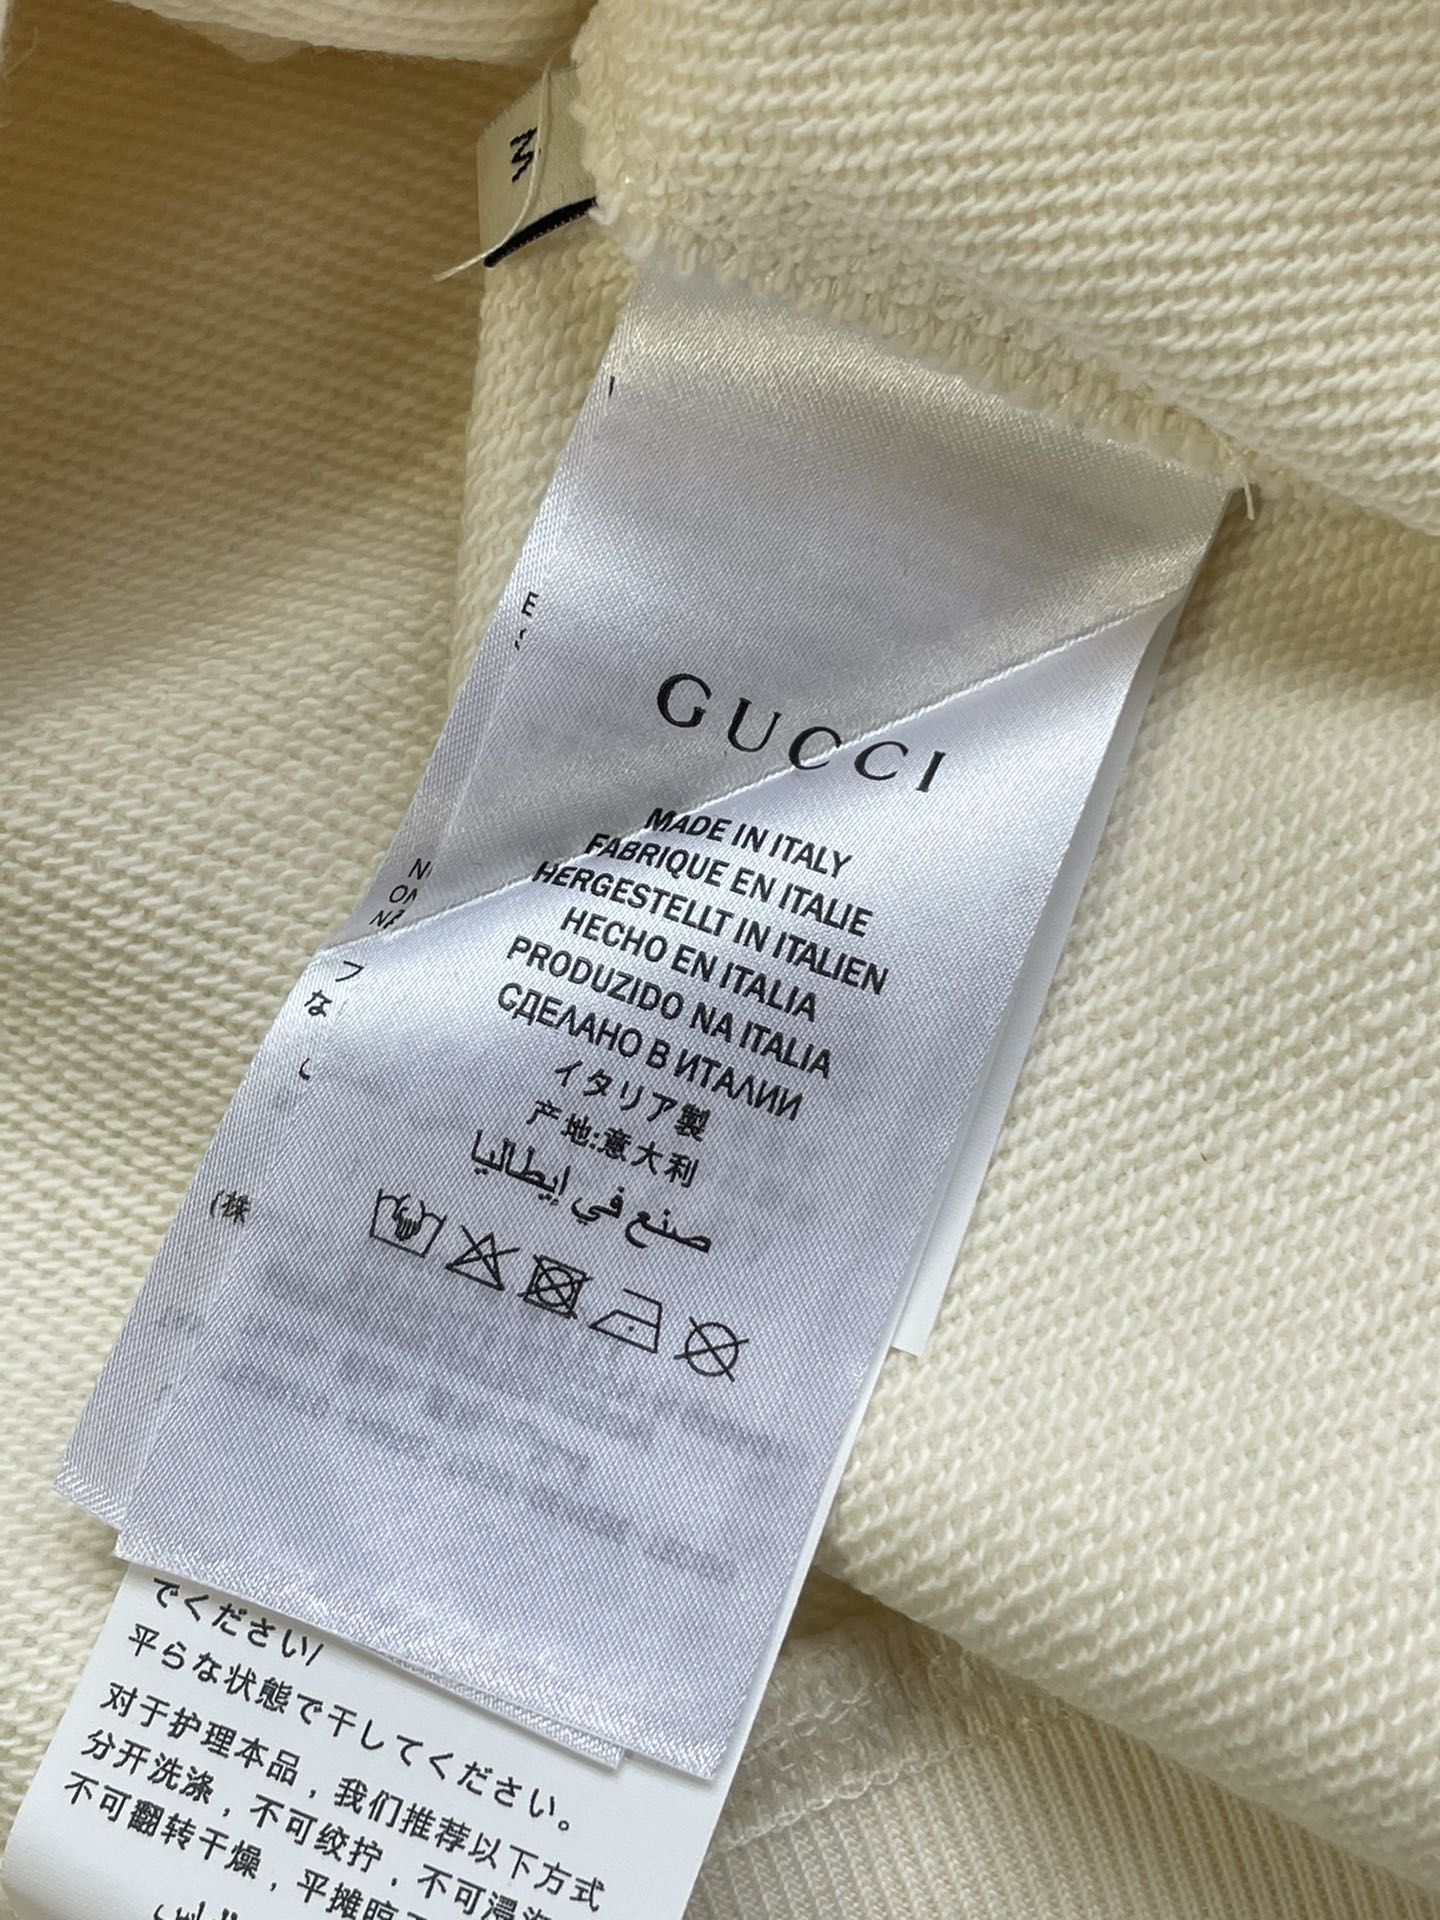 M
GUCCI
MADE IN ITALY
FABRIQUE EN ITALIE
HERGESTELLT IN ITALIEN
HECHO EN ITALIA
PRODUZIDO NA ITALIA
СДЕЛАНО В ИТАЛИИ
イタリア製
产地:意大利
صنع في إيطاليا
(株
でください/
平らな状態で干してください。
对于护理本品，我们推荐以下方式
分开洗涤，不可绞拧，不可浸泡
不可翻转干燥，平摊晾